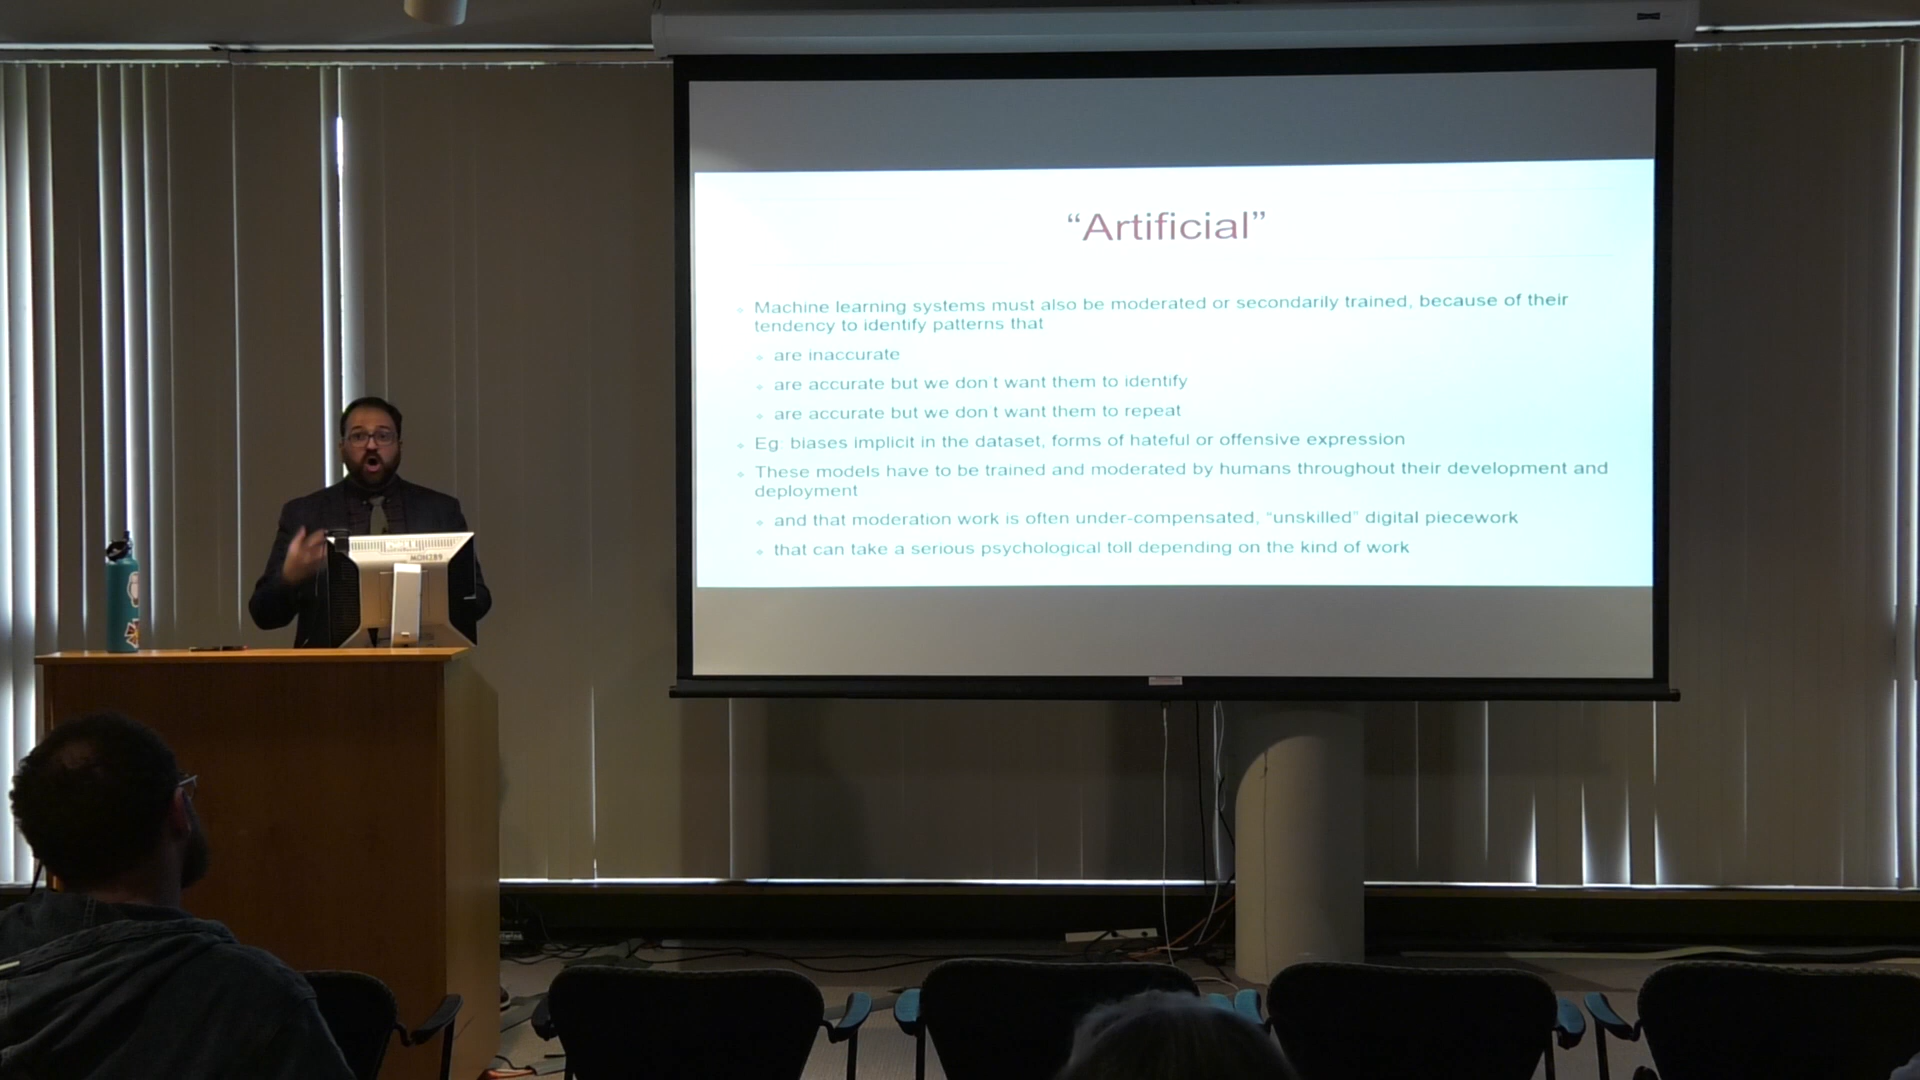 “Artificial”
Machine learning systems must also be moderated or secondarily trained, because of their
tendency to identify patterns that
are inaccurate
are accurate but we don't want them to identify
are accurate but we don't want them to repeat
Eg: biases implicit in the dataset, forms of hateful or offensive expression
These models have to be trained and moderated by humans throughout their development and
deployment
and that moderation work is often under-compensated, “unskilled” digital piecework
that can take a serious psychological toll depending on the kind of work